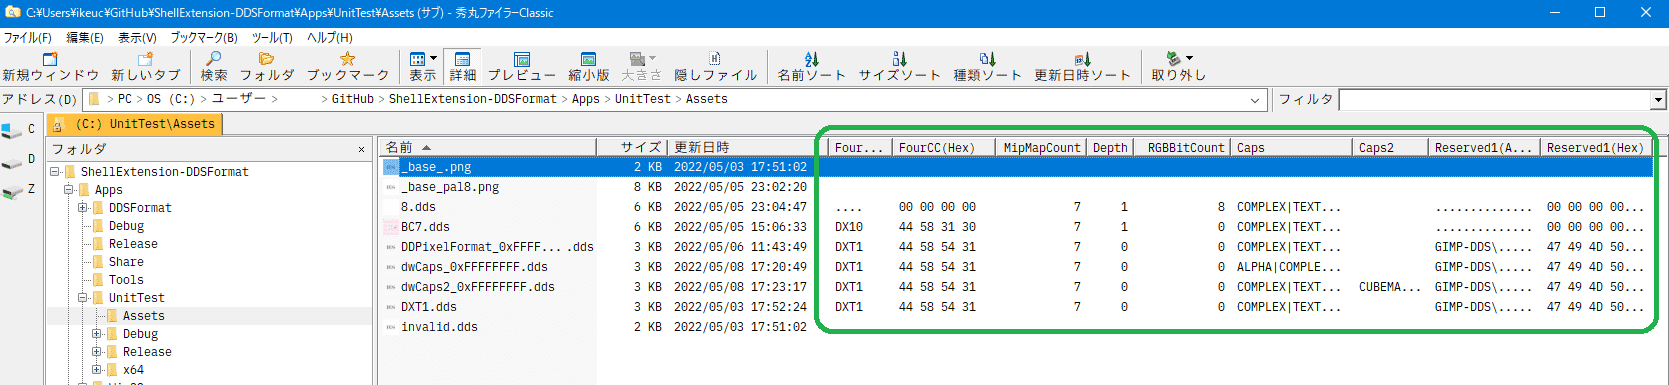 C:¥Users¥ikeuc¥GitHub¥ShellExtension-DDSFormat¥Apps¥UnitTest¥Assets (サブ) - 秀丸ファイラーClassic
ファイル(F) 編集(E) 表示(V) ブックマーク(B) ツール(T) ヘルプ(H)
新規ウィンドウ 新しいタブ 検索 フォルダ ブックマーク 表示 詳細 プレビュー 縮小版 大きさ 隠しファイル 名前ソート サイズソート 種類ソート 更新日時ソート 取り外し
アドレス(D) > PC > OS (C:) > ユーザー > > GitHub > ShellExtension-DDSFormat > Apps > UnitTest > Assets フィルタ
C
D
Z
(C:) UnitTest\Assets
フォルダ ×
ShellExtension-DDSFormat
Apps
DDSFormat
Debug
Release
Share
Tools
UnitTest
Assets
Debug
Release
x64
名前 サイズ 更新日時 Four... FourCC(Hex) MipMapCount Depth RGBBitCount Caps Caps2 Reserved1(A... Reserved1(Hex)
_base_.png 2 KB 2022/05/03 17:51:02
_base_pal8.png 8 KB 2022/05/05 23:02:20
8.dds 6 KB 2022/05/05 23:04:47 .... 00 00 00 00 7 1 8 COMPLEX|TEXT... .............. 00 00 00 00...
BC7.dds 6 KB 2022/05/05 15:06:33 DX10 44 58 31 30 7 1 0 COMPLEX|TEXT... .............. 00 00 00 00...
DDPixelFormat_0xFFFF... .dds 3 KB 2022/05/06 11:43:49 DXT1 44 58 54 31 7 0 0 COMPLEX|TEXT... GIMP-DDS\..... 47 49 4D 50...
dwCaps_0xFFFFFFFF.dds 3 KB 2022/05/08 17:20:49 DXT1 44 58 54 31 7 0 0 ALPHA|COMPLE... GIMP-DDS\..... 47 49 4D 50...
dwCaps2_0xFFFFFFFF.dds 3 KB 2022/05/08 17:23:17 DXT1 44 58 54 31 7 0 0 COMPLEX|TEXT... CUBEMA... GIMP-DDS\..... 47 49 4D 50...
DXT1.dds 3 KB 2022/05/03 17:52:24 DXT1 44 58 54 31 7 0 0 COMPLEX|TEXT... GIMP-DDS\..... 47 49 4D 50...
invalid.dds 2 KB 2022/05/03 17:51:02